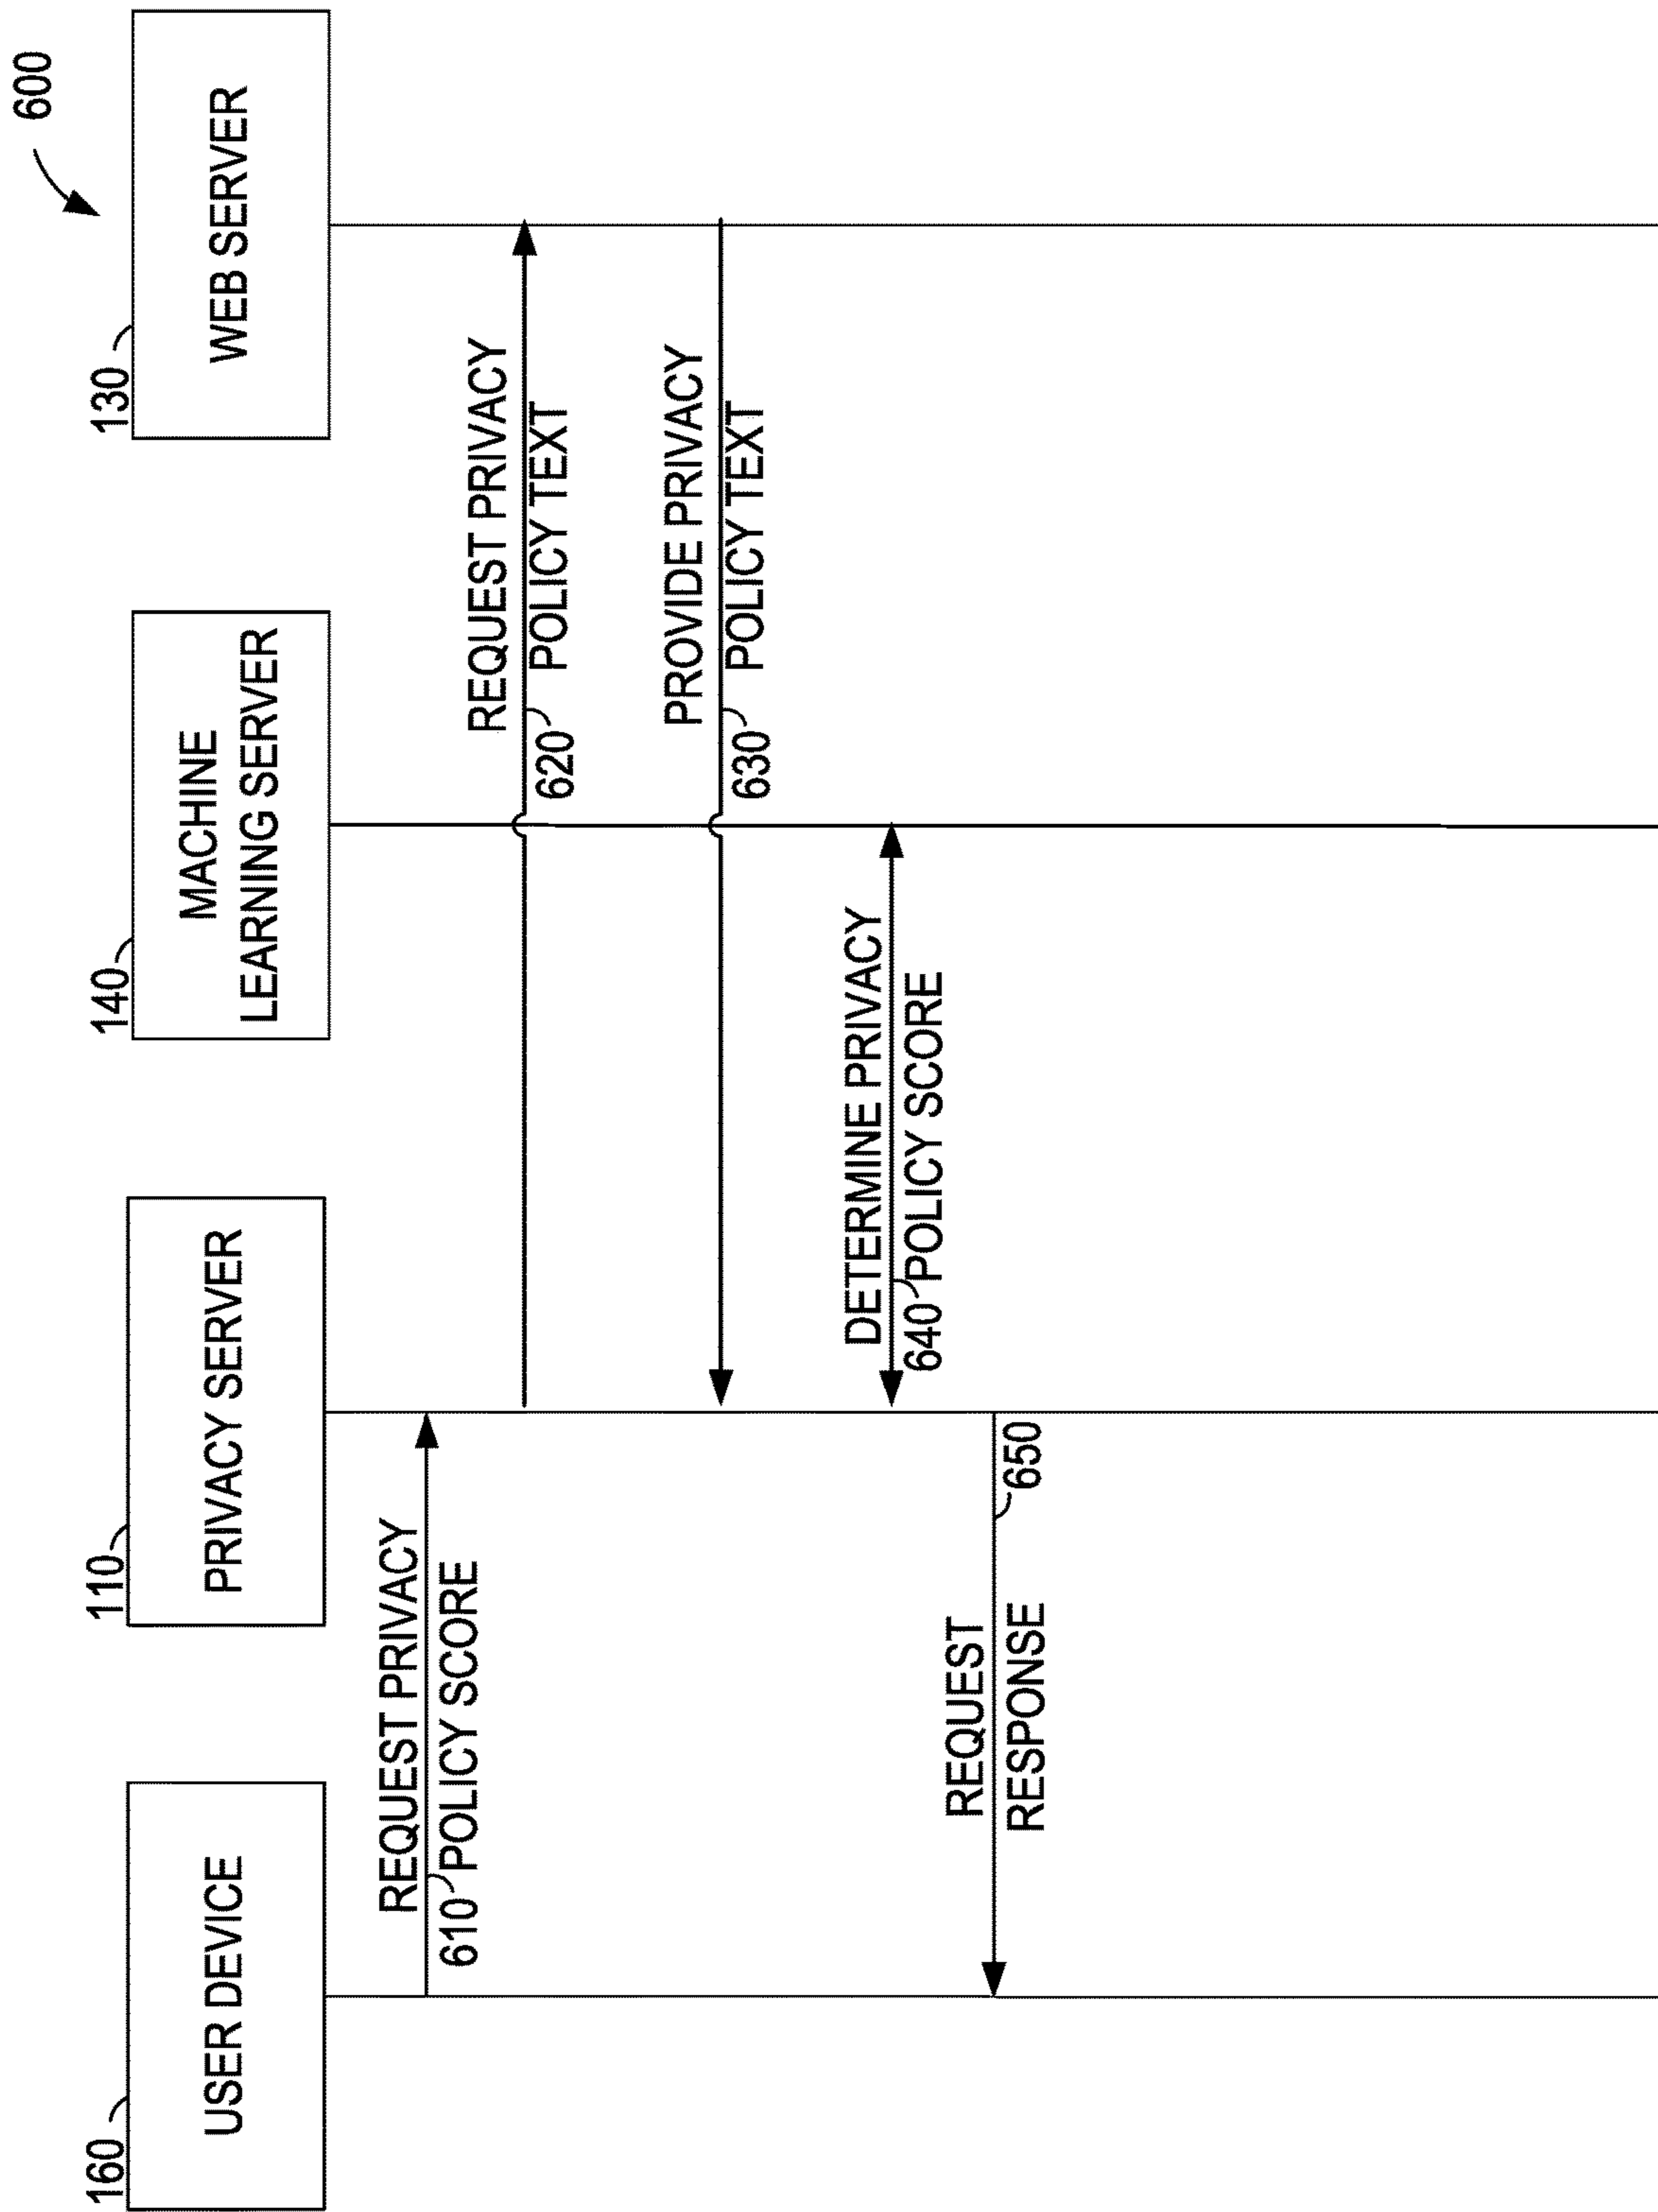 600
160
USER DEVICE
110
PRIVACY SERVER
140
MACHINE
LEARNING SERVER
130
WEB SERVER
REQUEST PRIVACY
610 POLICY SCORE
REQUEST PRIVACY
620 POLICY TEXT
PROVIDE PRIVACY
630 POLICY TEXT
DETERMINE PRIVACY
640 POLICY SCORE
REQUEST
RESPONSE
650